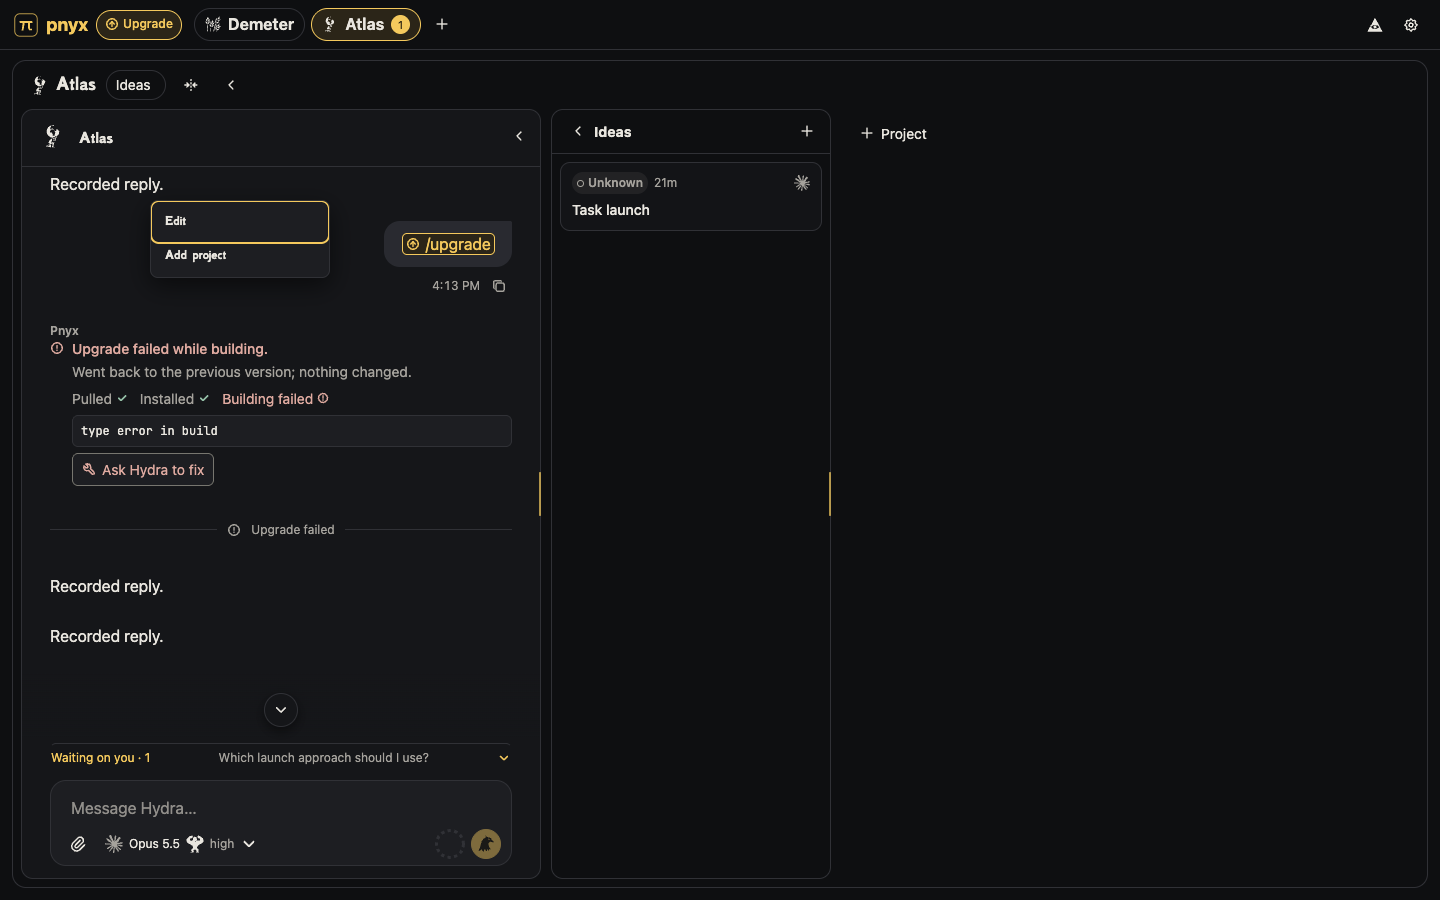 π pnyx Upgrade Demeter Atlas 1
Atlas Ideas
Atlas
Recorded reply.
Edit
Add project
/upgrade
4:13 PM
Pnyx
Upgrade failed while building.
Went back to the previous version; nothing changed.
Pulled Installed Building failed
type error in build
Ask Hydra to fix
Upgrade failed
Recorded reply.
Recorded reply.
Waiting on you · 1 Which launch approach should I use?
Message Hydra...
Opus 5.5 high
Ideas
Unknown 21m
Task launch
Project